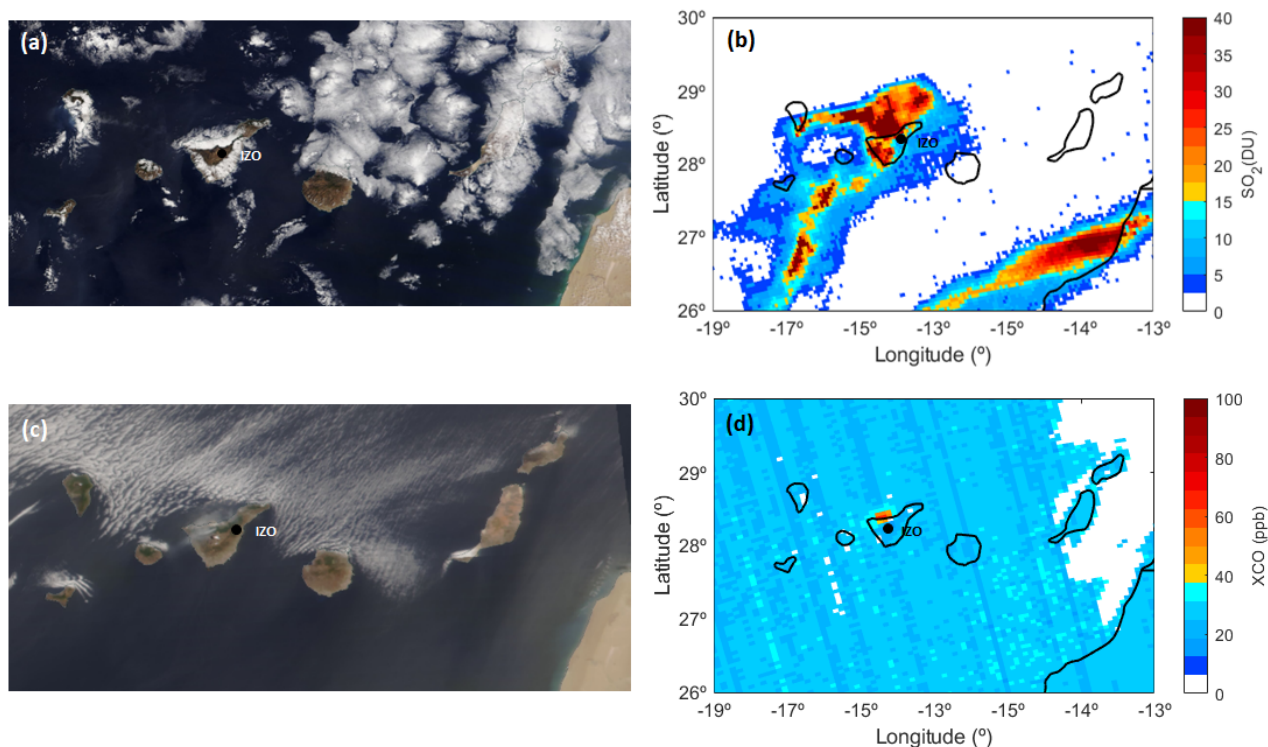 (a)
IZO
(b)
30º
29º
28º
27º
26º
Latitude (º)
-19º -17º -15º -13º -15º -14º -13º
Longitude (º)
IZO
40
35
30
25
20
15
10
5
0
SO2(DU)
(c)
IZO
(d)
30º
29º
28º
27º
26º
Latitude (º)
-19º -17º -15º -13º -15º -14º -13º
Longitude (º)
IZO
100
80
60
40
20
0
XCO (ppb)